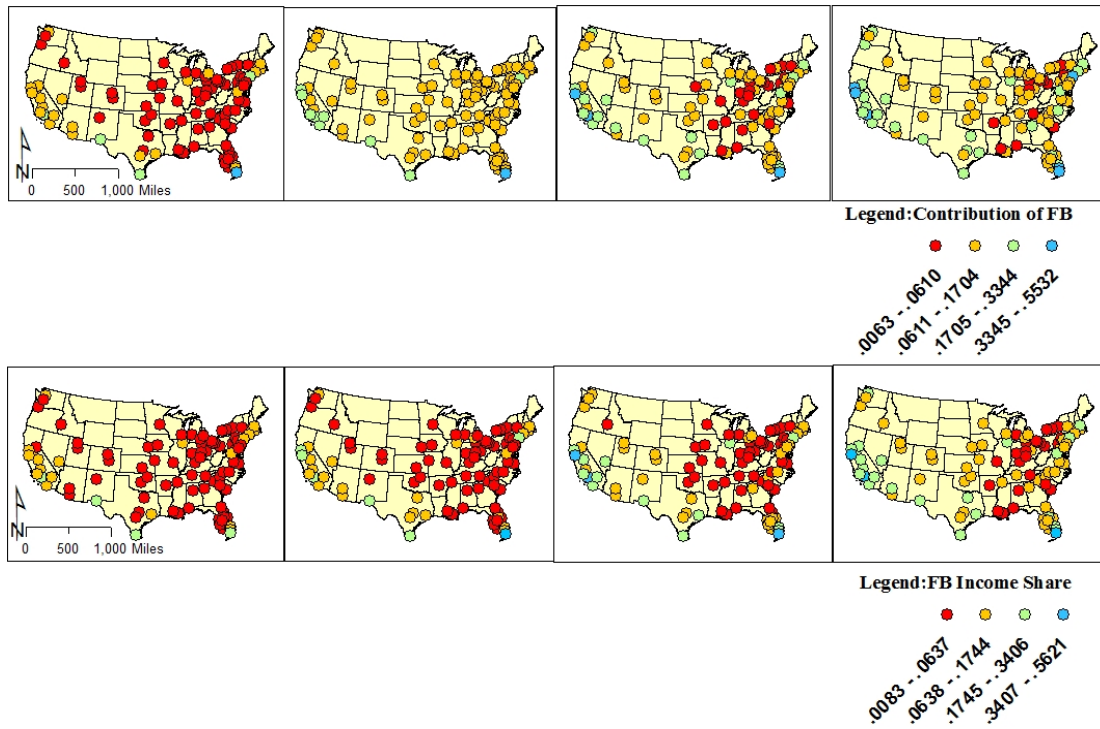 N
0 500 1,000 Miles
Legend:Contribution of FB
.0063 - .0610
.0611 - .1704
.1705 - .3344
.3345 - .5532
N
0 500 1,000 Miles
Legend:FB Income Share
.0083 - .0637
.0638 - .1744
.1745 - .3406
.3407 - .5621